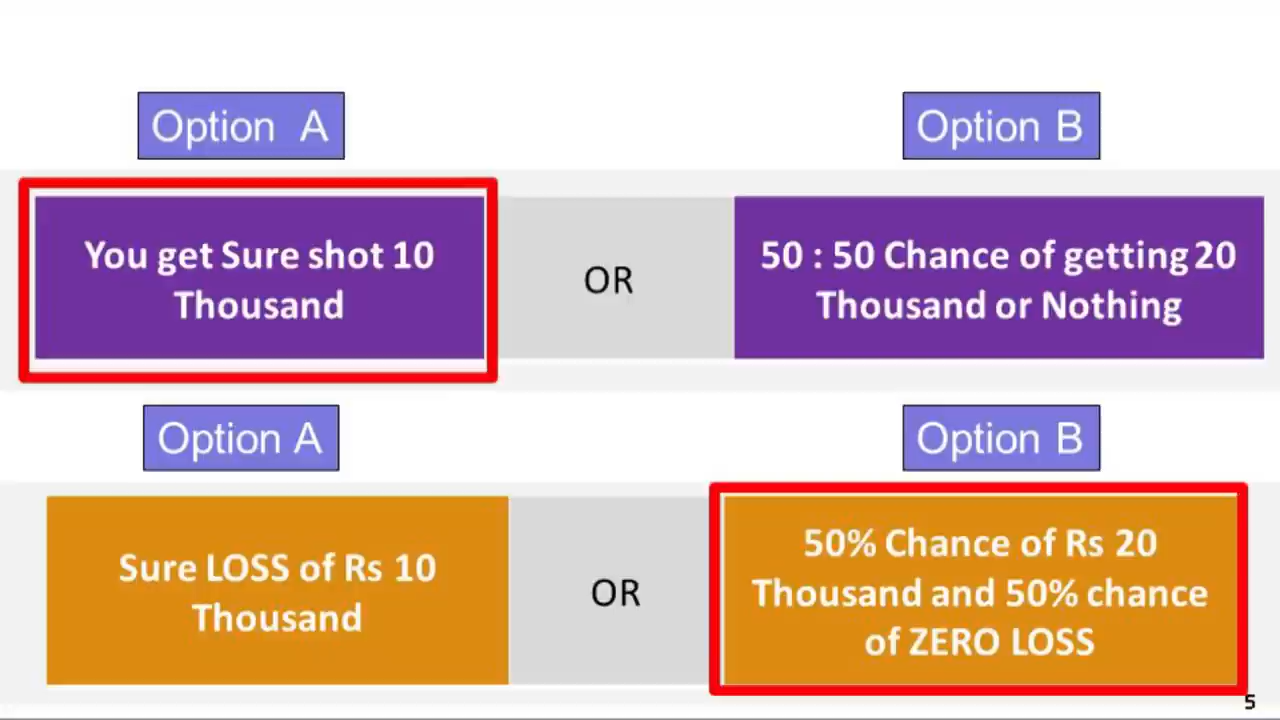 Option A
Option B
You get Sure shot 10
Thousand
OR
50 : 50 Chance of getting 20
Thousand or Nothing
Option A
Option B
Sure LOSS of Rs 10
Thousand
OR
50% Chance of Rs 20
Thousand and 50% chance
of ZERO LOSS
5